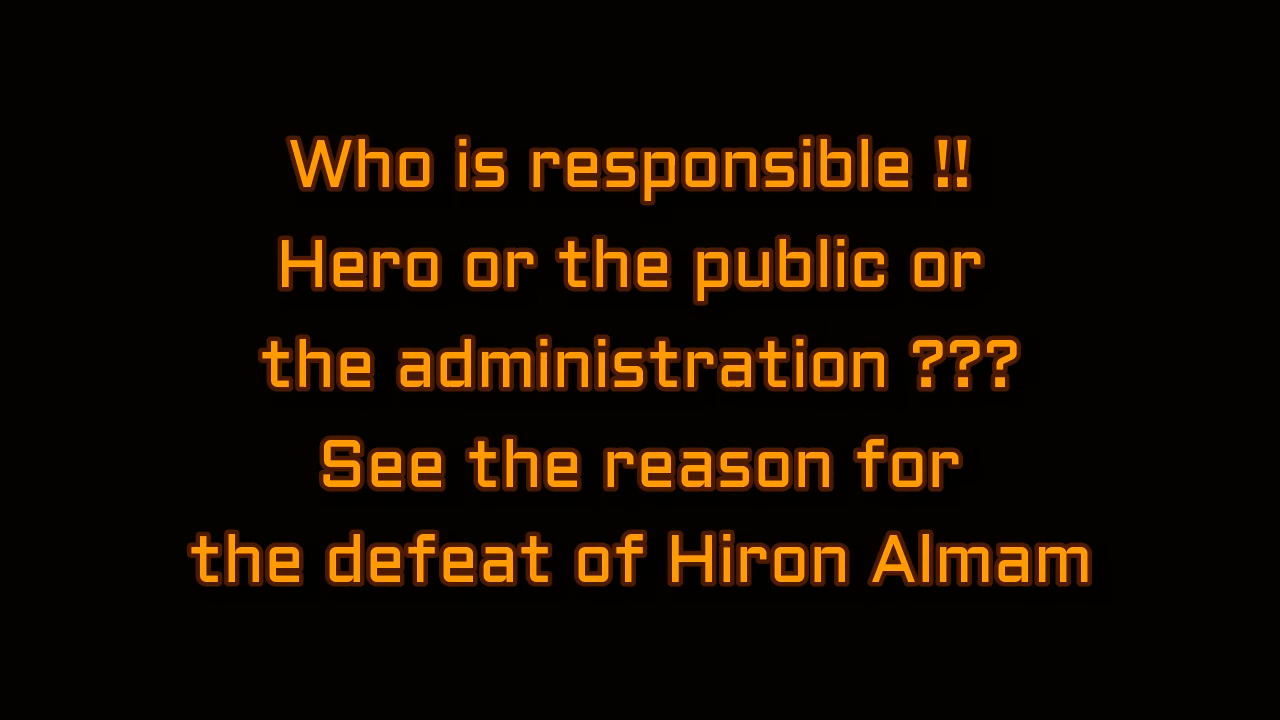 Who is responsible !!
Hero or the public or
the administration ???
See the reason for
the defeat of Hiron Almam